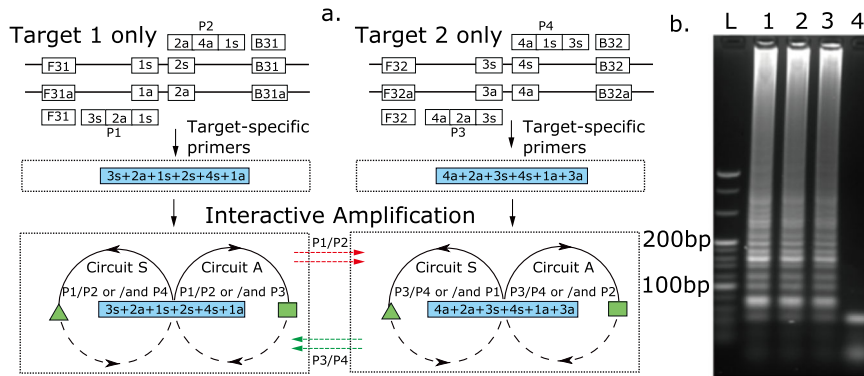 a.
Target 1 only
P2
2a 4a 1s B31
F31 1s 2s B31
F31a 1a 2a B31a
F31 3s 2a 1s
P1
Target-specific
primers
3s+2a+1s+2s+4s+1a
Target 2 only
P4
4a 1s 3s B32
F32 3s 4s B32
F32a 3a 4a B32a
F32 4a 2a 3s
P3
Target-specific
primers
4a+2a+3s+4s+1a+3a
Interactive Amplification
Circuit S Circuit A
P1/P2 or /and P4 P1/P2 or /and P3
3s+2a+1s+2s+4s+1a
P1/P2
P3/P4
Circuit S Circuit A
P3/P4 or /and P1 P3/P4 or /and P2
4a+2a+3s+4s+1a+3a
b.
L 1 2 3 4
200bp
100bp